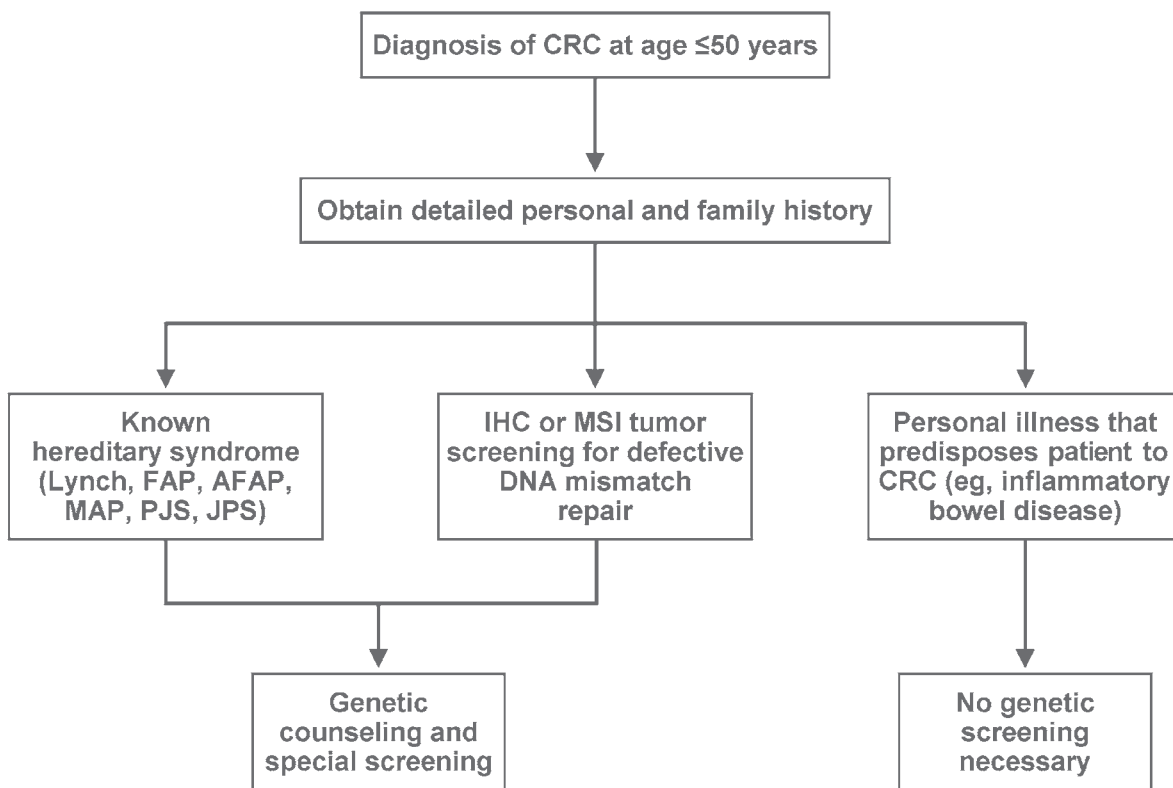 Diagnosis of CRC at age ≤50 years
Obtain detailed personal and family history
Known
hereditary syndrome
(Lynch, FAP, AFAP,
MAP, PJS, JPS)
IHC or MSI tumor
screening for defective
DNA mismatch
repair
Personal illness that
predisposes patient to
CRC (eg, inflammatory
bowel disease)
Genetic
counseling and
special screening
No genetic
screening
necessary